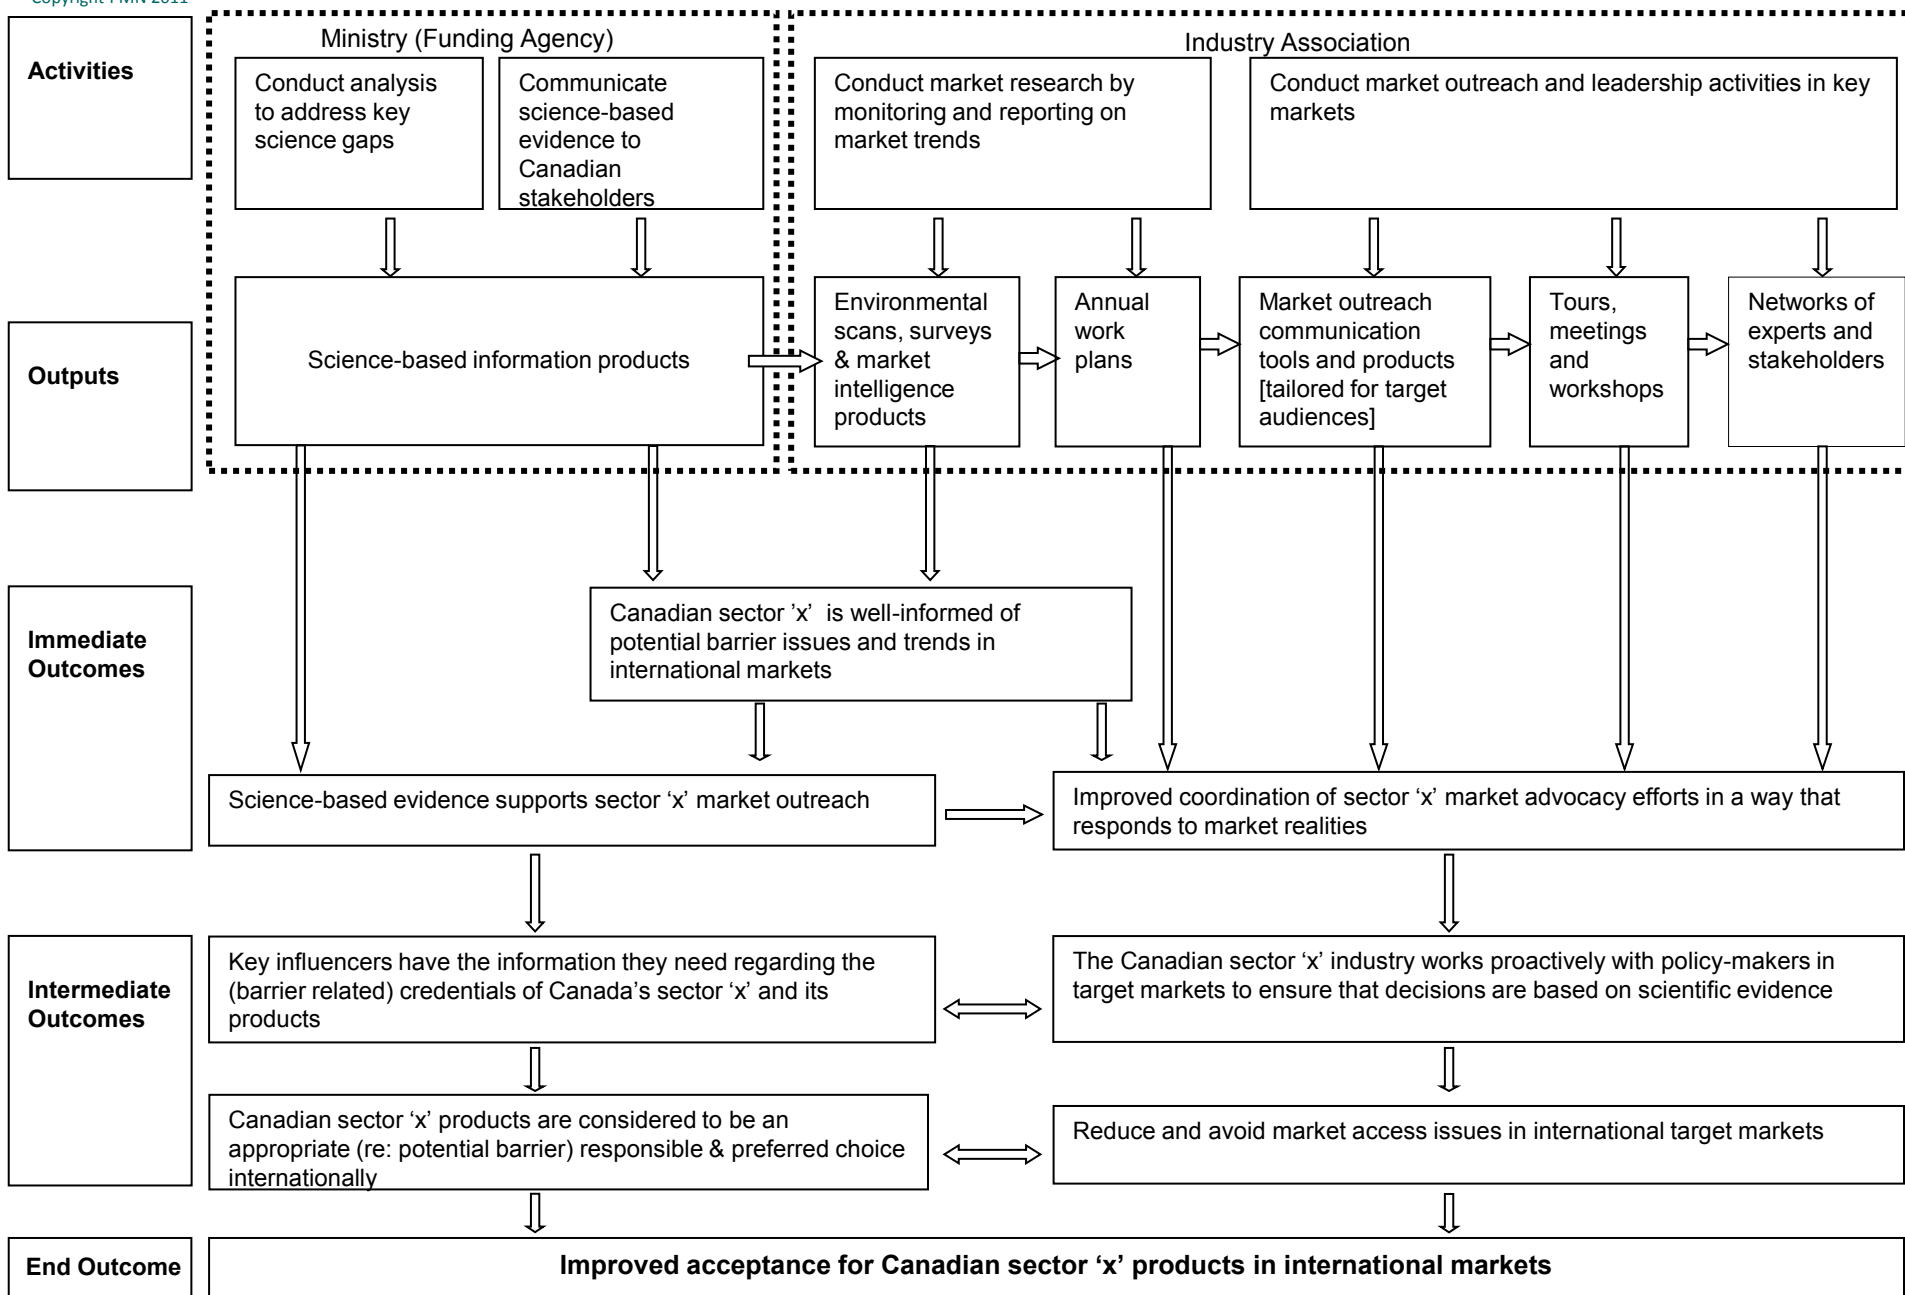 Copyright PMN 2011
Ministry (Funding Agency)
Industry Association
Activities
Conduct analysis
to address key
science gaps
Communicate
science-based
evidence to
Canadian
stakeholders
Conduct market research by
monitoring and reporting on
market trends
Conduct market outreach and leadership activities in key
markets
Outputs
Science-based information products
Environmental
scans, surveys
& market
intelligence
products
Annual
work
plans
Market outreach
communication
tools and products
[tailored for target
audiences]
Tours,
meetings
and
workshops
Networks of
experts and
stakeholders
Immediate
Outcomes
Canadian sector ’x’ is well-informed of
potential barrier issues and trends in
international markets
Science-based evidence supports sector ‘x’ market outreach
Improved coordination of sector ‘x’ market advocacy efforts in a way that
responds to market realities
Intermediate
Outcomes
Key influencers have the information they need regarding the
(barrier related) credentials of Canada’s sector ‘x’ and its
products
The Canadian sector ‘x’ industry works proactively with policy-makers in
target markets to ensure that decisions are based on scientific evidence
Canadian sector ‘x’ products are considered to be an
appropriate (re: potential barrier) responsible & preferred choice
internationally
Reduce and avoid market access issues in international target markets
End Outcome
Improved acceptance for Canadian sector ‘x’ products in international markets